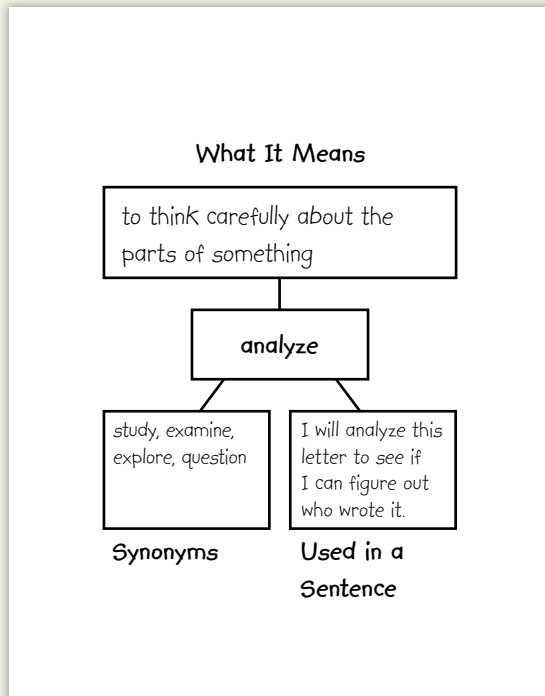 What It Means
to think carefully about the
parts of something
analyze
study, examine,
explore, question
Synonyms
I will analyze this
letter to see if
I can figure out
who wrote it.
Used in a
Sentence